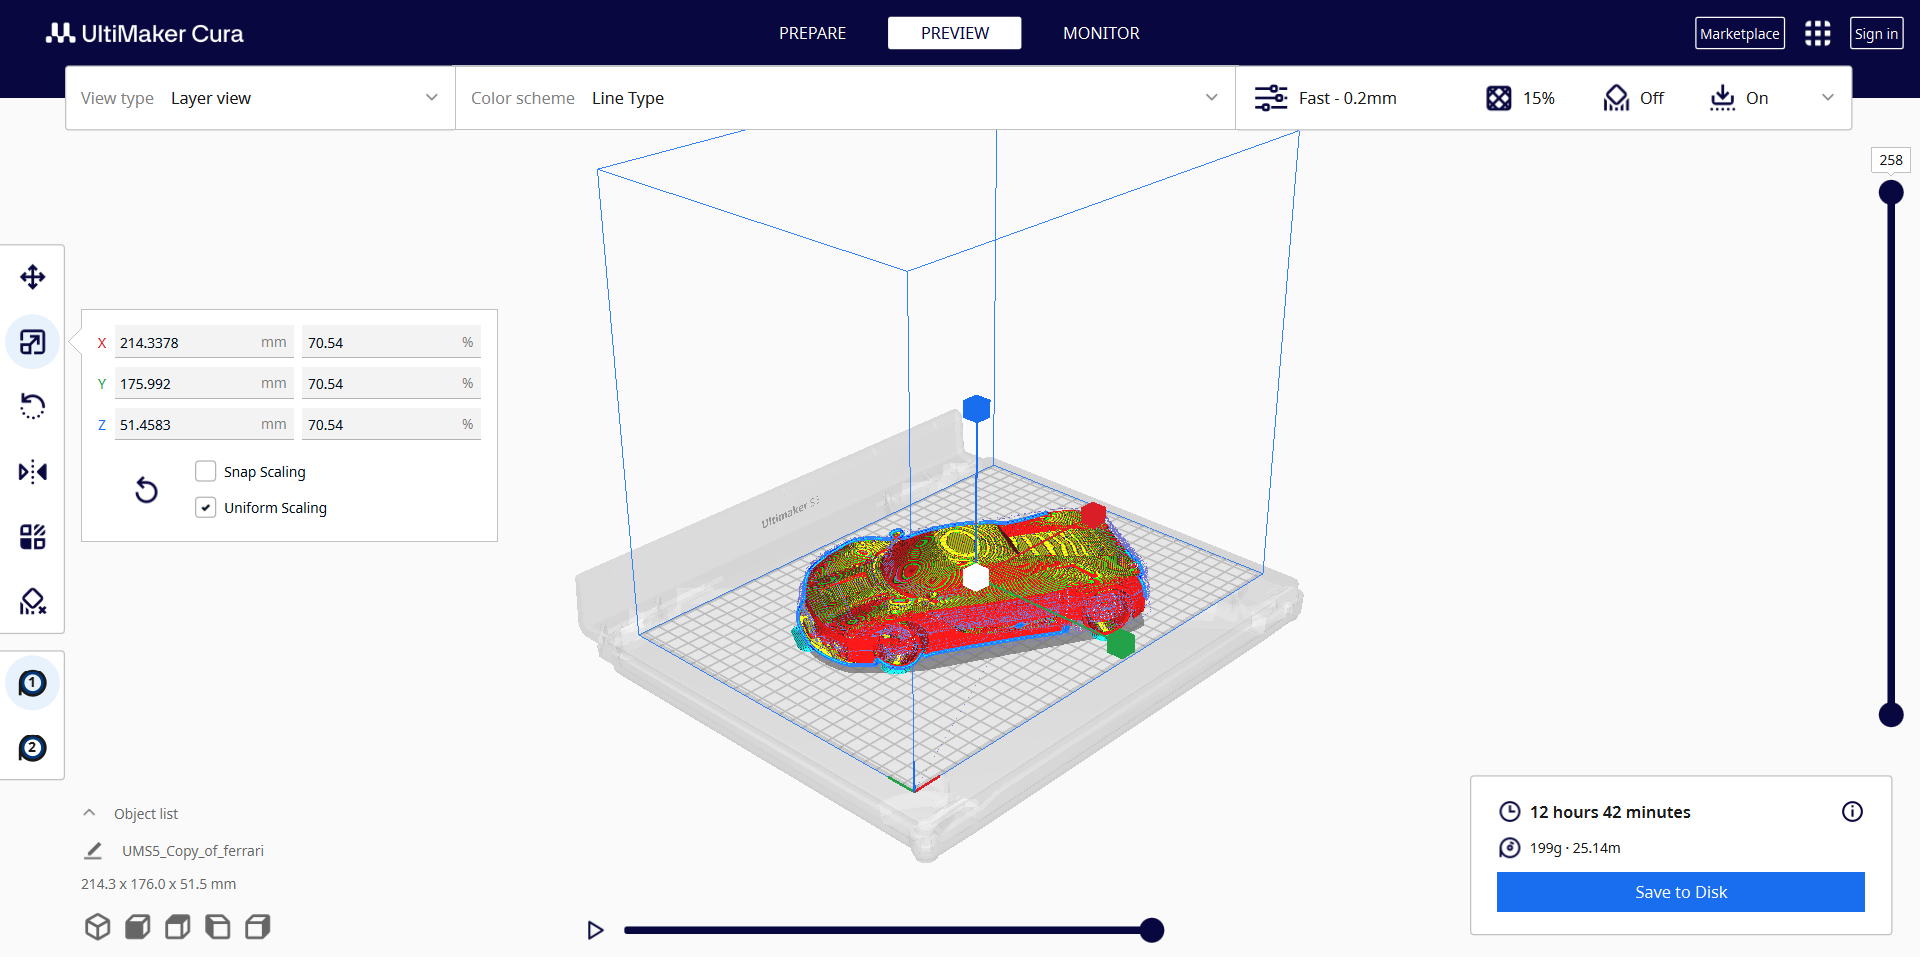 UltiMaker Cura
PREPARE
PREVIEW
MONITOR
Marketplace
Sign in
View type Layer view
Color scheme Line Type
Fast - 0.2mm
15%
Off
On
258
X 214.3378 mm 70.54 %
Y 175.992 mm 70.54 %
Z 51.4583 mm 70.54 %
Snap Scaling
Uniform Scaling
Ultimaker S5
1
2
Object list
UMS5_Copy_of_ferrari
214.3 x 176.0 x 51.5 mm
12 hours 42 minutes
199g · 25.14m
Save to Disk